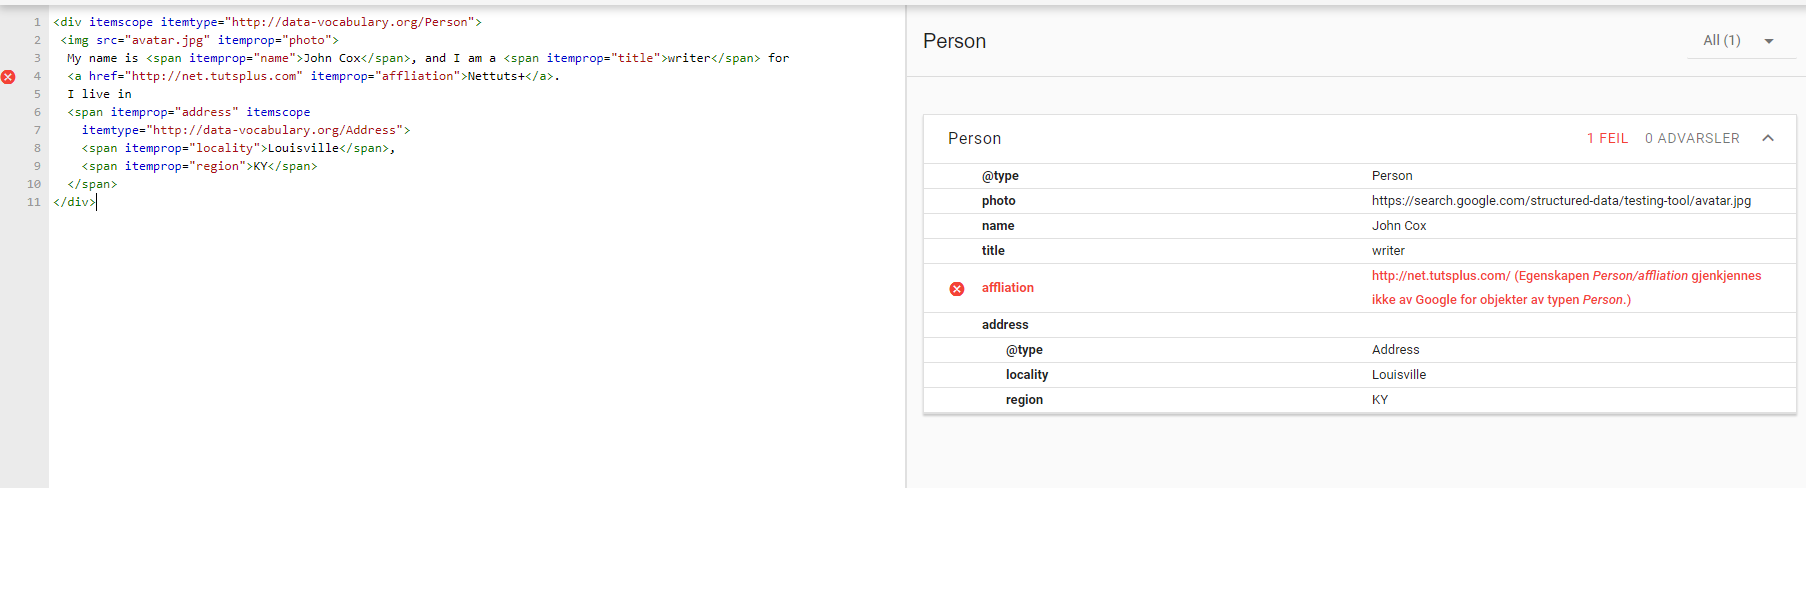 1 <div itemscope itemtype="http://data-vocabulary.org/Person">
2 <img src="avatar.jpg" itemprop="photo">
3 My name is <span itemprop="name">John Cox</span>, and I am a <span itemprop="title">writer</span> for
4 <a href="http://net.tutsplus.com" itemprop="affliation">Nettuts+</a>.
5 I live in
6 <span itemprop="address" itemscope
7 itemtype="http://data-vocabulary.org/Address">
8 <span itemprop="locality">Louisville</span>,
9 <span itemprop="region">KY</span>
10 </span>
11 </div>
Person All (1)
Person 1 FEIL 0 ADVARSLER
@type Person
photo https://search.google.com/structured-data/testing-tool/avatar.jpg
name John Cox
title writer
affliation http://net.tutsplus.com/ (Egenskapen Person/affliation gjenkjennes
ikke av Google for objekter av typen Person.)
address
@type Address
locality Louisville
region KY